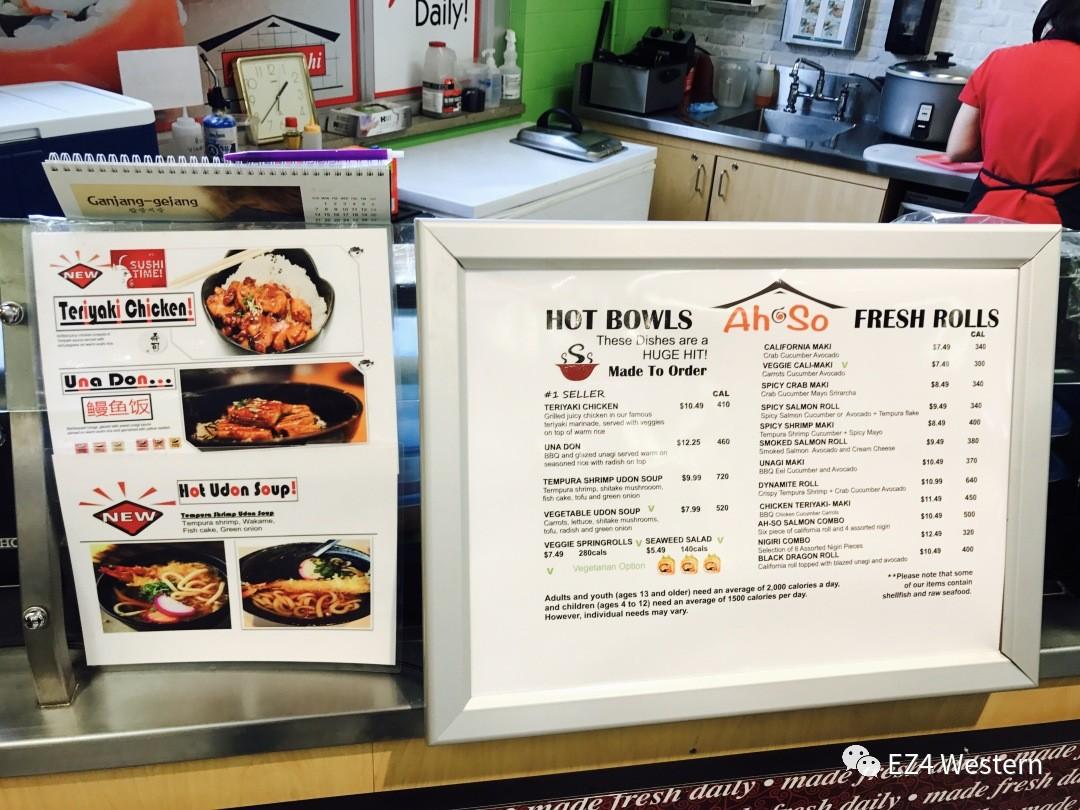 Daily!
Ganjang-gejang
NEW
SUSHI TIME!
Teriyaki Chicken!
Una Don...
鳗鱼饭
NEW
Hot Udon Soup!
Tempura Shrimp Udon Soup
Tempura shrimp, Wakame,
Fish cake, Green onion
HOT BOWLS
Ah-So
FRESH ROLLS
These Dishes are a
HUGE HIT!
Made To Order
#1 SELLER
CAL
TERIYAKI CHICKEN $10.49 410
Grilled juicy chicken in our famous
teriyaki marinade, served with veggies
on top of warm rice
UNA DON $12.25 460
BBQ and glazed unagi served warm on
seasoned rice with radish on top
TEMPURA SHRIMP UDON SOUP $9.99 720
Termpura shrimp, shitake mushrooom,
fish cake, tofu and green onion
VEGETABLE UDON SOUP V $7.99 520
Carrots, lettuce, shitake mushrooms,
tofu, radish and green onion
VEGGIE SPRINGROLLS V SEAWEED SALAD V
$7.49 280cals $5.49 140cals
V Vegetarian Option
CAL
CALIFORNIA MAKI $7.49 340
Crab Cucumber Avocado
VEGGIE CALI-MAKI V $7.49 300
Carrots Cucumber Avocado
SPICY CRAB MAKI $8.49 340
Crab Cucumber Mayo Srirarcha
SPICY SALMON ROLL $9.49 340
Spicy Salmon Cucumber or Avocado + Tempura flake
SPICY SHRIMP MAKI $8.49 400
Tempura Shrimp Cucumber + Spicy Mayo
SMOKED SALMON ROLL $9.49 380
Smoked Salmon Avocado and Cream Cheese
UNAGI MAKI $10.49 370
BBQ Eel Cucumber and Avocado
DYNAMITE ROLL $10.99 640
Crispy Tempura Shrimp + Crab Cucumber Avocado
CHICKEN TERIYAKI- MAKI $11.49 450
BBQ Chicken Cucumber Carrots
AH-SO SALMON COMBO $10.49 500
Six piece of california roll and 4 assorted nigiri
NIGIRI COMBO $12.49 320
Selection of 8 Assorted Nigiri Pieces
BLACK DRAGON ROLL $10.49 400
California roll topped with blazed unagi and avocado
Adults and youth (ages 13 and older) need an average of 2,000 calories a day,
and children (ages 4 to 12) need an average of 1500 calories per day.
However, individual needs may vary.
**Please note that some
of our items contain
shellfish and raw seafood.
made fresh daily • made fresh daily • made fresh daily
EZ4 Western